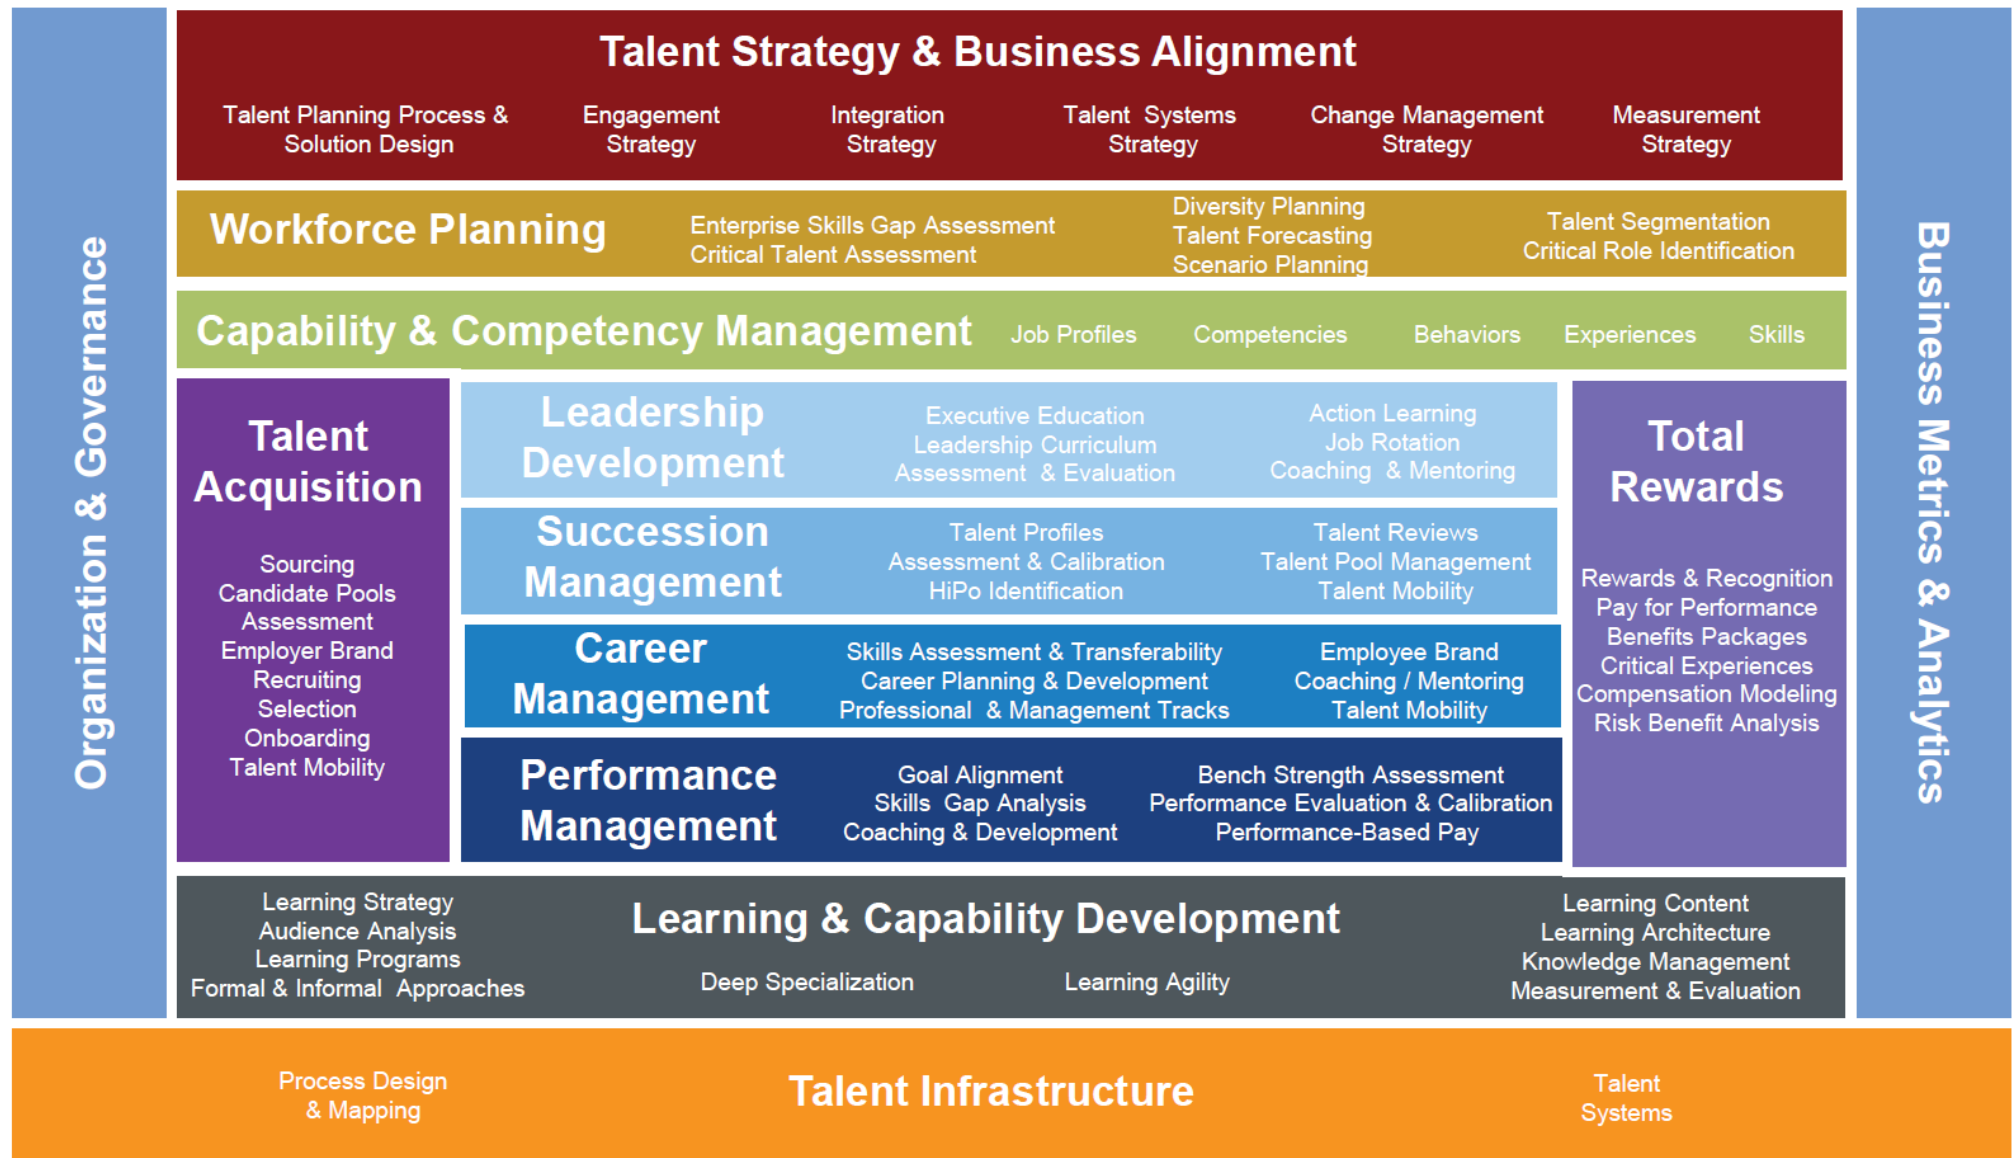 Organization & Governance
Talent Strategy & Business Alignment
Talent Planning Process &
Solution Design
Engagement
Strategy
Integration
Strategy
Talent Systems
Strategy
Change Management
Strategy
Measurement
Strategy
Workforce Planning
Enterprise Skills Gap Assessment
Critical Talent Assessment
Diversity Planning
Talent Forecasting
Scenario Planning
Talent Segmentation
Critical Role Identification
Capability & Competency Management
Job Profiles
Competencies
Behaviors
Experiences
Skills
Talent
Acquisition
Sourcing
Candidate Pools
Assessment
Employer Brand
Recruiting
Selection
Onboarding
Talent Mobility
Leadership
Development
Executive Education
Leadership Curriculum
Assessment & Evaluation
Action Learning
Job Rotation
Coaching & Mentoring
Succession
Management
Talent Profiles
Assessment & Calibration
HiPo Identification
Talent Reviews
Talent Pool Management
Talent Mobility
Career
Management
Skills Assessment & Transferability
Career Planning & Development
Professional & Management Tracks
Employee Brand
Coaching / Mentoring
Talent Mobility
Performance
Management
Goal Alignment
Skills Gap Analysis
Coaching & Development
Bench Strength Assessment
Performance Evaluation & Calibration
Performance-Based Pay
Total
Rewards
Rewards & Recognition
Pay for Performance
Benefits Packages
Critical Experiences
Compensation Modeling
Risk Benefit Analysis
Learning Strategy
Audience Analysis
Learning Programs
Formal & Informal Approaches
Learning & Capability Development
Deep Specialization
Learning Agility
Learning Content
Learning Architecture
Knowledge Management
Measurement & Evaluation
Business Metrics & Analytics
Process Design
& Mapping
Talent Infrastructure
Talent
Systems